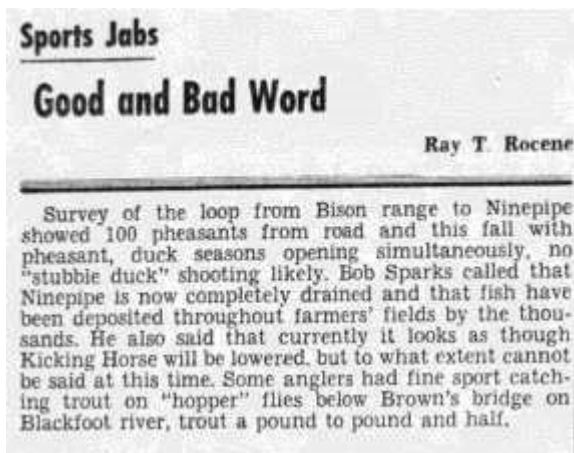 Sports Jabs
Good and Bad Word
Ray T. Rocene
Survey of the loop from Bison range to Ninepipe
showed 100 pheasants from road and this fall with
pheasant, duck seasons opening simultaneously, no
"stubble duck" shooting likely. Bob Sparks called that
Ninepipe is now completely drained and that fish have
been deposited throughout farmers' fields by the thou-
sands. He also said that currently it looks as though
Kicking Horse will be lowered, but to what extent cannot
be said at this time. Some anglers had fine sport catch-
ing trout on "hopper" flies below Brown's bridge on
Blackfoot river, trout a pound to pound and half.